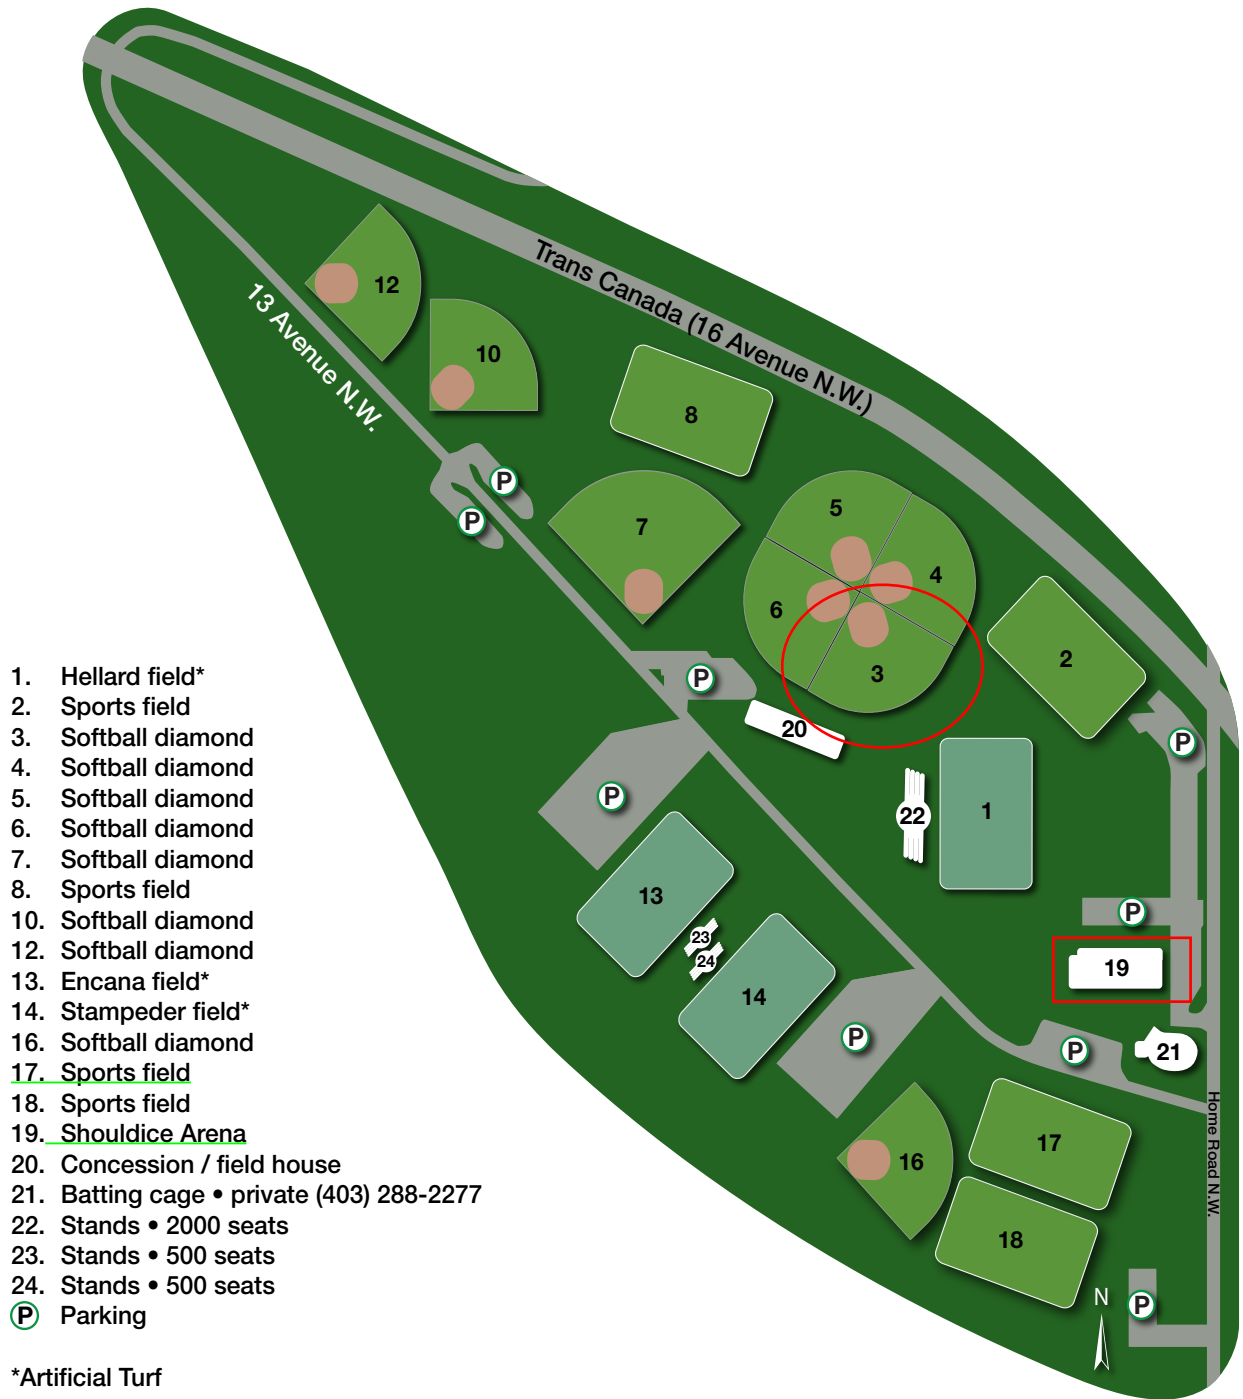 Trans Canada (16 Avenue N.W.)
13 Avenue N.W.
12
10
8
5
7
4
6
2
3
P
P
P
20
P
P
1
22
13
P
23
24
19
14
P
P
21
17
16
18
Home Road N.W.
N
P
1. Hellard field*
2. Sports field
3. Softball diamond
4. Softball diamond
5. Softball diamond
6. Softball diamond
7. Softball diamond
8. Sports field
10. Softball diamond
12. Softball diamond
13. Encana field*
14. Stampeder field*
16. Softball diamond
17. Sports field
18. Sports field
19. Shouldice Arena
20. Concession / field house
21. Batting cage • private (403) 288-2277
22. Stands • 2000 seats
23. Stands • 500 seats
24. Stands • 500 seats
P Parking
*Artificial Turf